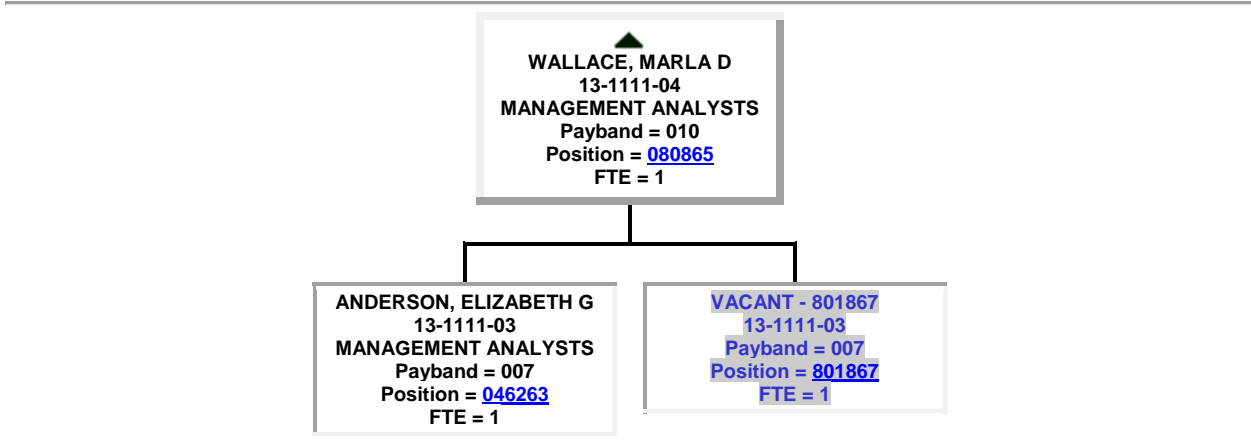 WALLACE, MARLA D
13-1111-04
MANAGEMENT ANALYSTS
Payband = 010
Position = 080865
FTE = 1
ANDERSON, ELIZABETH G
13-1111-03
MANAGEMENT ANALYSTS
Payband = 007
Position = 046263
FTE = 1
VACANT - 801867
13-1111-03
Payband = 007
Position = 801867
FTE = 1